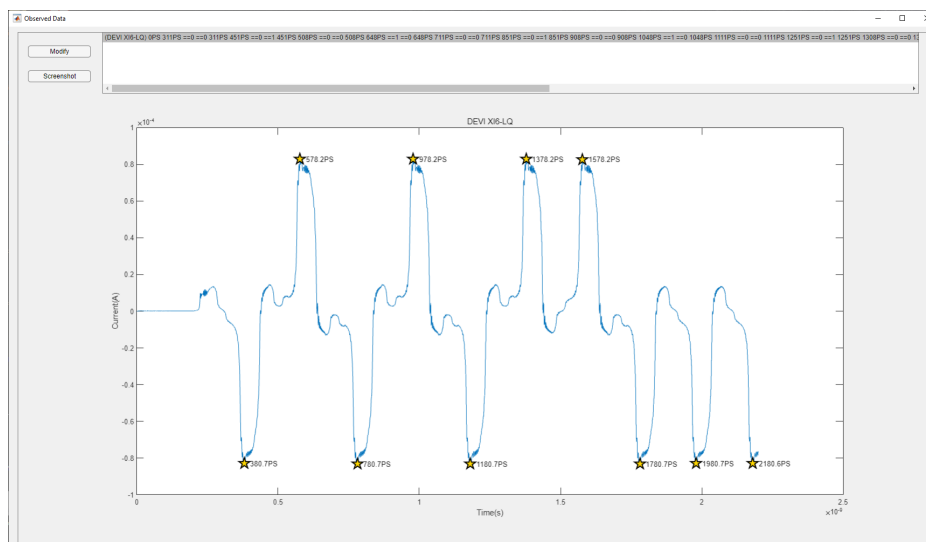 Observed Data
Modify
Screenshot
(DEVI XI6-LQ) 0PS 311PS ==0 ==0 311PS 451PS ==0 ==1 451PS 508PS ==0 ==0 508PS 648PS ==1 ==0 648PS 711PS ==0 ==0 711PS 851PS ==0 ==1 851PS 908PS ==0 ==0 908PS 1048PS ==1 ==0 1048PS 1111PS ==0 ==0 1111PS 1251PS ==0 ==1 1251PS 1308PS ==0 ==0 13
DEVI XI6-LQ
×10⁻⁴
1
0.8
0.6
0.4
0.2
0
-0.2
-0.4
-0.6
-0.8
-1
Current(A)
578.2PS
978.2PS
1378.2PS
1578.2PS
380.7PS
780.7PS
1180.7PS
1780.7PS
1980.7PS
2180.6PS
0
0.5
1
1.5
2
2.5
Time(s)